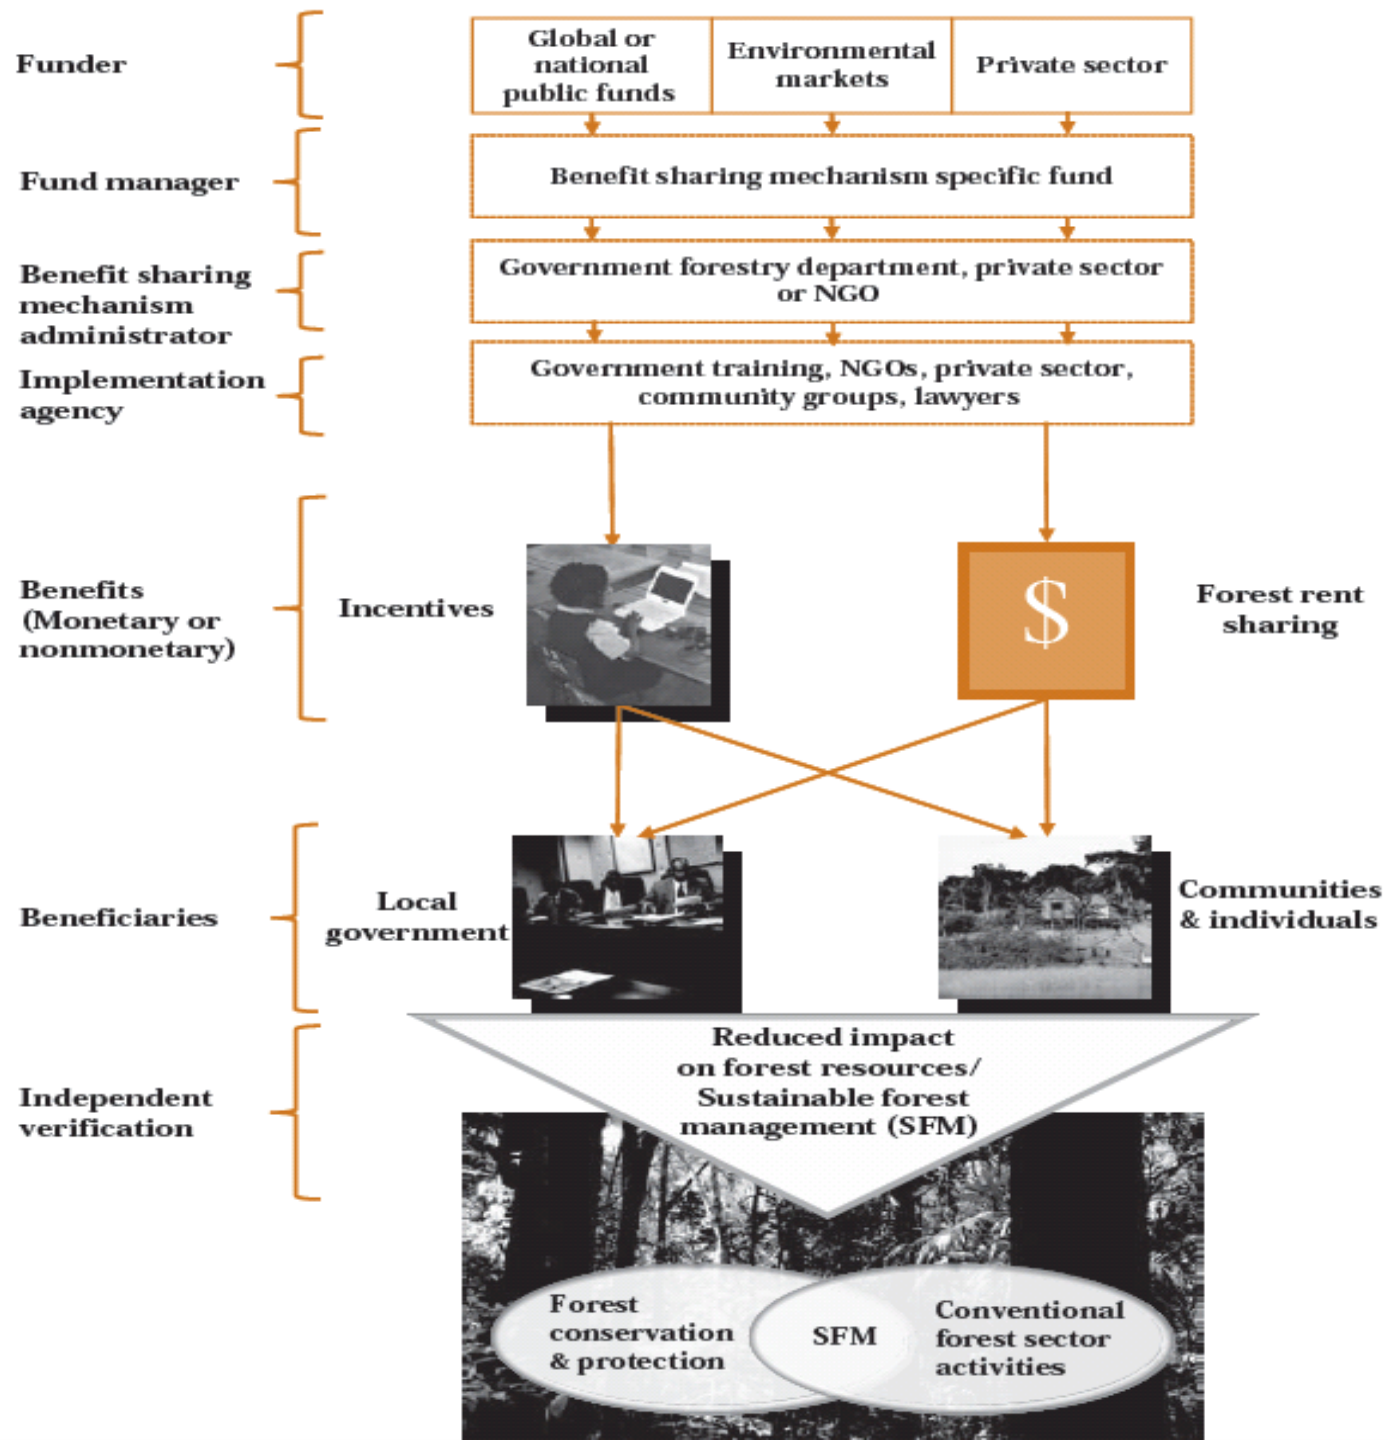 Funder
Global or
national
public funds
Environmental
markets
Private sector
Fund manager
Benefit sharing mechanism specific fund
Benefit sharing
mechanism
administrator
Government forestry department, private sector
or NGO
Implementation
agency
Government training, NGOs, private sector,
community groups, lawyers
Benefits
(Monetary or
nonmonetary)
Incentives
$
Forest rent
sharing
Beneficiaries
Local
government
Communities
& individuals
Independent
verification
Reduced impact
on forest resources/
Sustainable forest
management (SFM)
Forest
conservation
& protection
SFM
Conventional
forest sector
activities